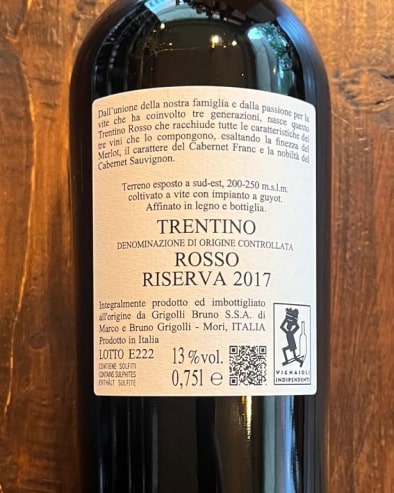 Dall'unione della nostra famiglia e dalla passione per la
vite che ha coinvolto tre generazioni, nasce questo
Trentino Rosso che racchiude tutte le caratteristiche dei
tre vini che lo compongono, esaltando la finezza del
Merlot, il carattere del Cabernet Franc e la nobiltà del
Cabernet Sauvignon.
Terreno esposto a sud-est, 200-250 m.s.l.m.
coltivato a vite con impianto a guyot.
Affinato in legno e bottiglia.
TRENTINO
DENOMINAZIONE DI ORIGINE CONTROLLATA
ROSSO
RISERVA 2017
Integralmente prodotto ed imbottigliato
all'origine da Grigolli Bruno S.S.A. di
Marco e Bruno Grigolli - Mori, ITALIA
Prodotto in Italia
LOTTO E222
CONTIENE SOLFITI
CONTAINS SULPHITES
ENTHÄLT SULFITE
13%vol.
0,75l e
VIGNAIOLI
INDIPENDENTI